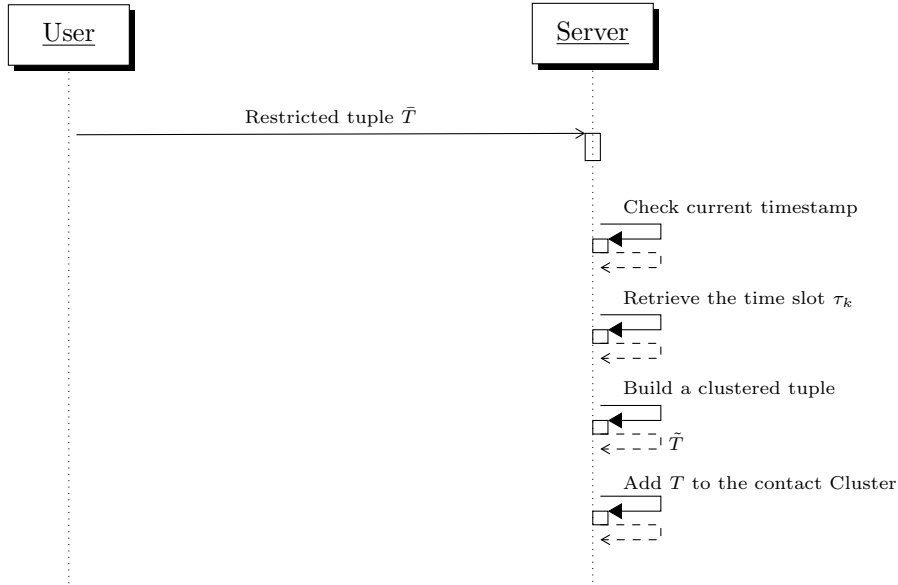 User
Server
Restricted tuple T̄
Check current timestamp
Retrieve the time slot τₖ
Build a clustered tuple
T̃
Add T to the contact Cluster